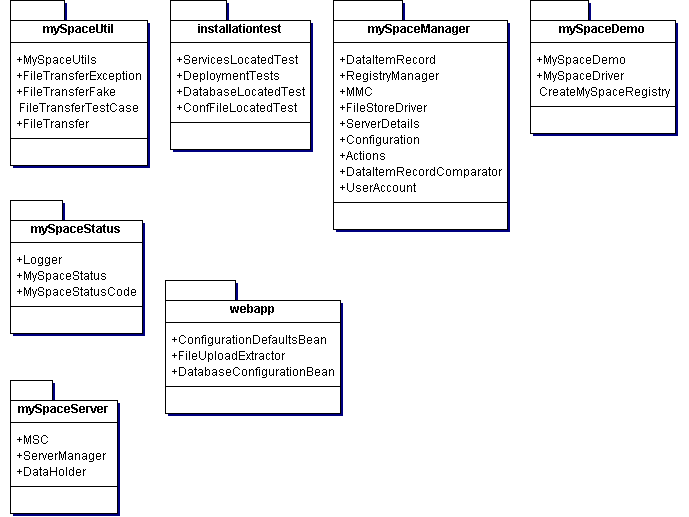 mySpaceUtil
+MySpaceUtils
+FileTransferException
+FileTransferFake
FileTransferTestCase
+FileTransfer
installationtest
+ServicesLocatedTest
+DeploymentTests
+DatabaseLocatedTest
+ConfFileLocatedTest
mySpaceManager
+DataItemRecord
+RegistryManager
+MMC
+FileStoreDriver
+ServerDetails
+Configuration
+Actions
+DataItemRecordComparator
+UserAccount
mySpaceDemo
+MySpaceDemo
+MySpaceDriver
CreateMySpaceRegistry
mySpaceStatus
+Logger
+MySpaceStatus
+MySpaceStatusCode
webapp
+ConfigurationDefaultsBean
+FileUploadExtractor
+DatabaseConfigurationBean
mySpaceServer
+MSC
+ServerManager
+DataHolder